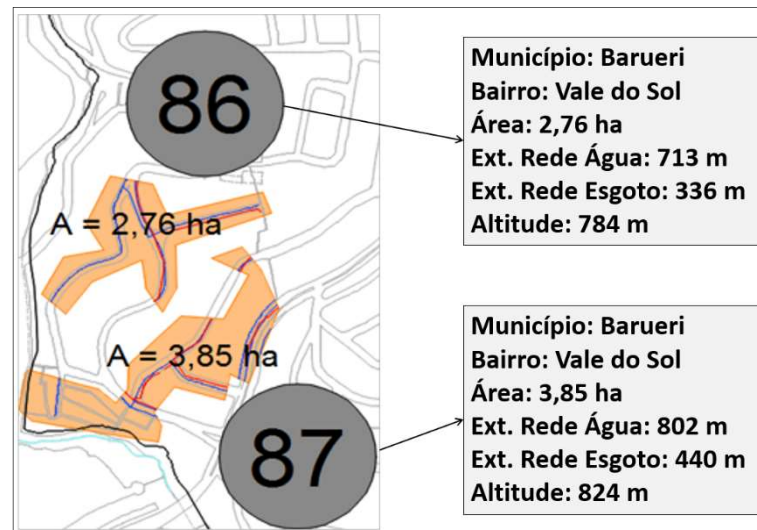 86
A = 2,76 ha
A = 3,85 ha
87
Município: Barueri
Bairro: Vale do Sol
Área: 2,76 ha
Ext. Rede Água: 713 m
Ext. Rede Esgoto: 336 m
Altitude: 784 m
Município: Barueri
Bairro: Vale do Sol
Área: 3,85 ha
Ext. Rede Água: 802 m
Ext. Rede Esgoto: 440 m
Altitude: 824 m